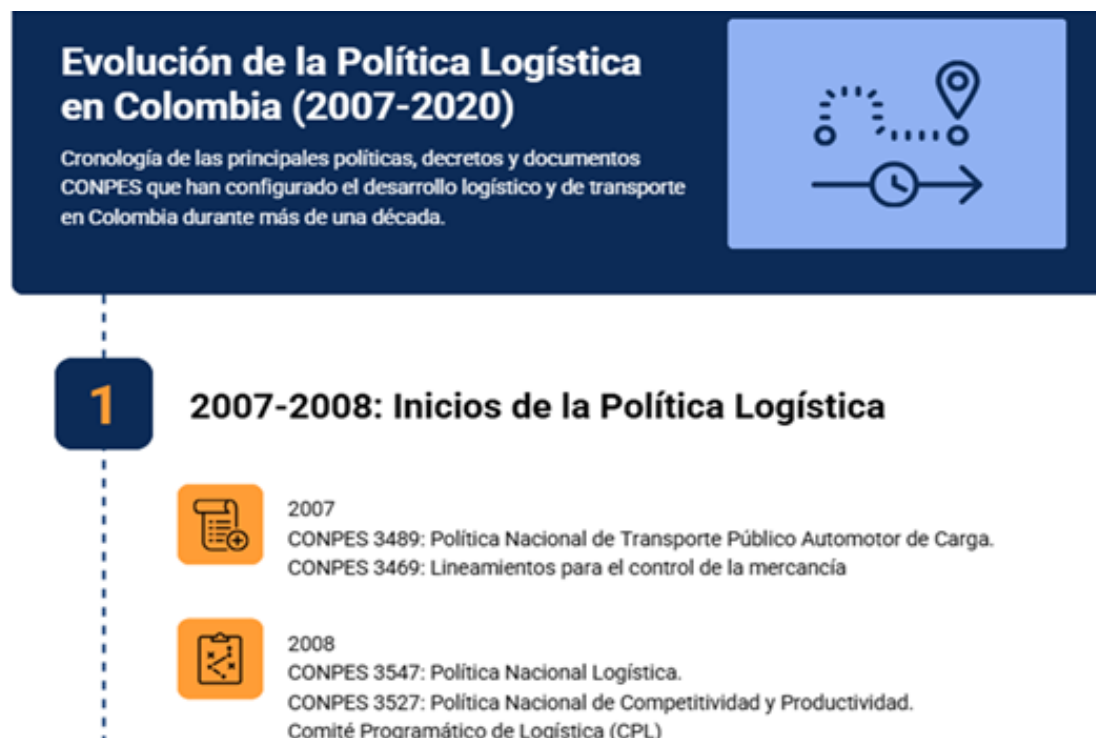 Evolución de la Política Logística
en Colombia (2007-2020)
Cronología de las principales políticas, decretos y documentos
CONPES que han configurado el desarrollo logístico y de transporte
en Colombia durante más de una década.
1
2007-2008: Inicios de la Política Logística
2007
CONPES 3489: Política Nacional de Transporte Público Automotor de Carga.
CONPES 3469: Lineamientos para el control de la mercancía
2008
CONPES 3547: Política Nacional Logística.
CONPES 3527: Política Nacional de Competitividad y Productividad.
Comité Programático de Logística (CPL)